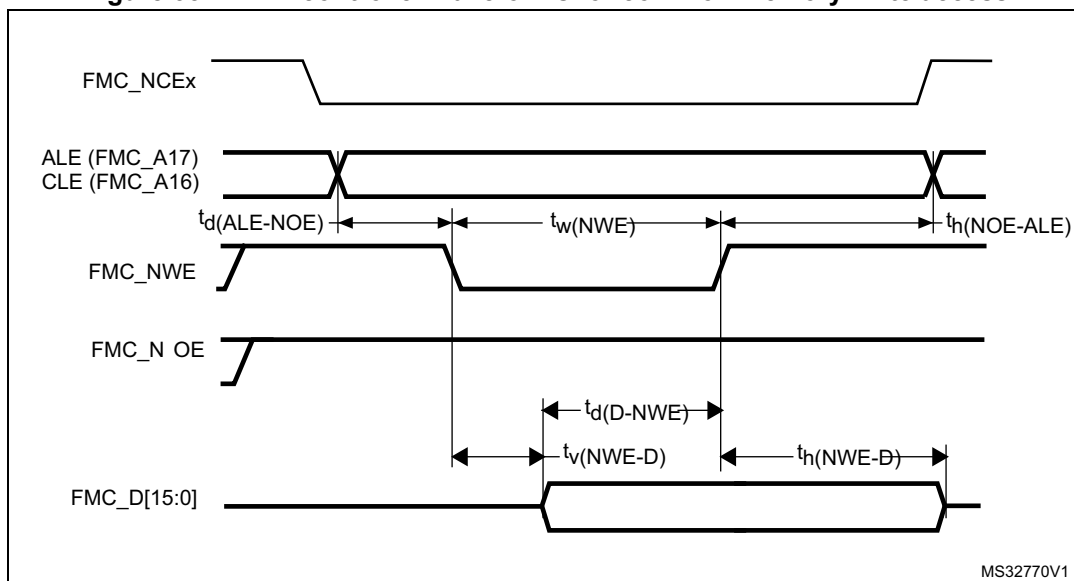 FMC_NCEx
ALE (FMC_A17)
CLE (FMC_A16)
td(ALE-NOE)
tw(NWE)
th(NOE-ALE)
FMC_NWE
FMC_N OE
td(D-NWE)
tv(NWE-D)
th(NWE-D)
FMC_D[15:0]
MS32770V1